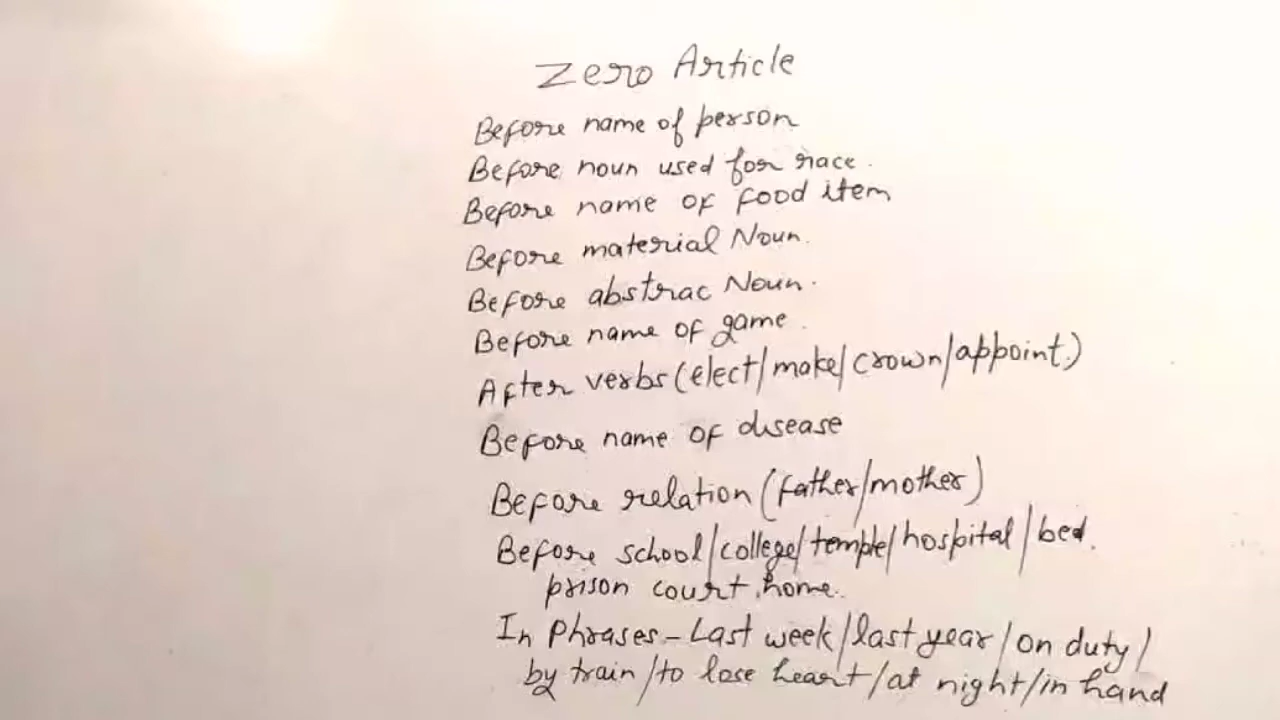 Zero Article
Before name of person
Before noun used for race.
Before name of food item
Before material Noun.
Before abstrac Noun.
Before name of game.
After verbs (elect/make/crown/appoint.)
Before name of disease
Before relation (father/mother)
Before school/college/temple/hospital/bed.
prison court, home..
In Phrases - Last week/last year/on duty/
by train/to lose heart/at night/in hand